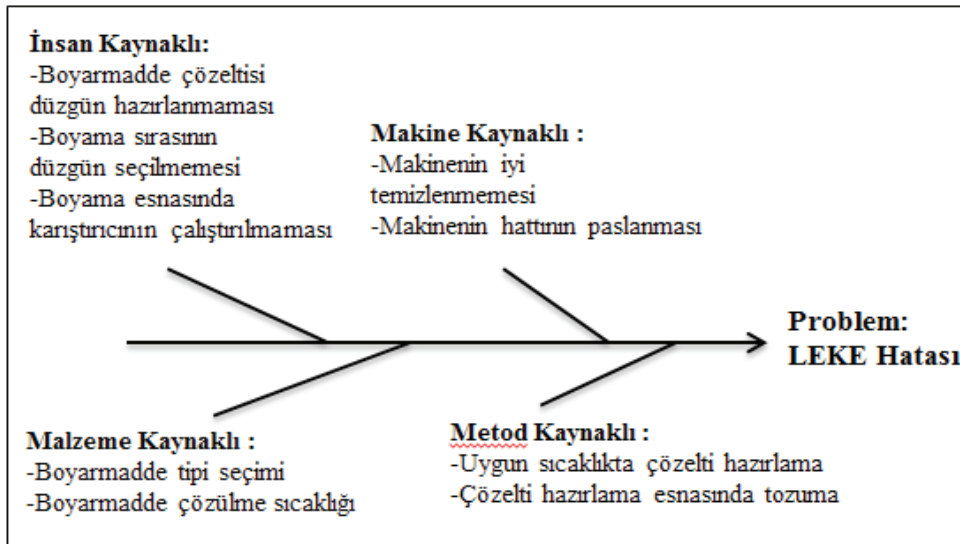 İnsan Kaynaklı:
-Boyarmadde çözeltisi
düzgün hazırlanmaması
-Boyama sırasının
düzgün seçilmemesi
-Boyama esnasında
karıştırıcının çalıştırılmaması
Makine Kaynaklı :
-Makinenin iyi
temizlenmemesi
-Makinenin hattının paslanması
Problem:
LEKE Hatası
Malzeme Kaynaklı :
-Boyarmadde tipi seçimi
-Boyarmadde çözülme sıcaklığı
Metod Kaynaklı :
-Uygun sıcaklıkta çözelti hazırlama
-Çözelti hazırlama esnasında tozuma